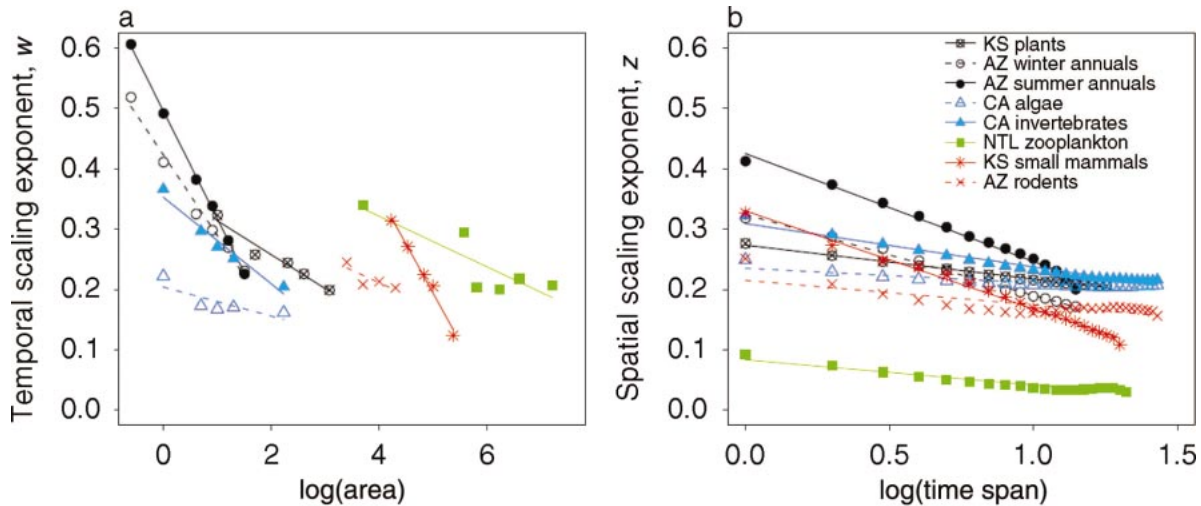 a
0.6
0.5
0.4
0.3
0.2
0.1
0.0
Temporal scaling exponent, w
0 2 4 6
log(area)
b
0.6
0.5
0.4
0.3
0.2
0.1
0.0
Spatial scaling exponent, z
KS plants
AZ winter annuals
AZ summer annuals
CA algae
CA invertebrates
NTL zooplankton
KS small mammals
AZ rodents
0.0 0.5 1.0
log(time span)